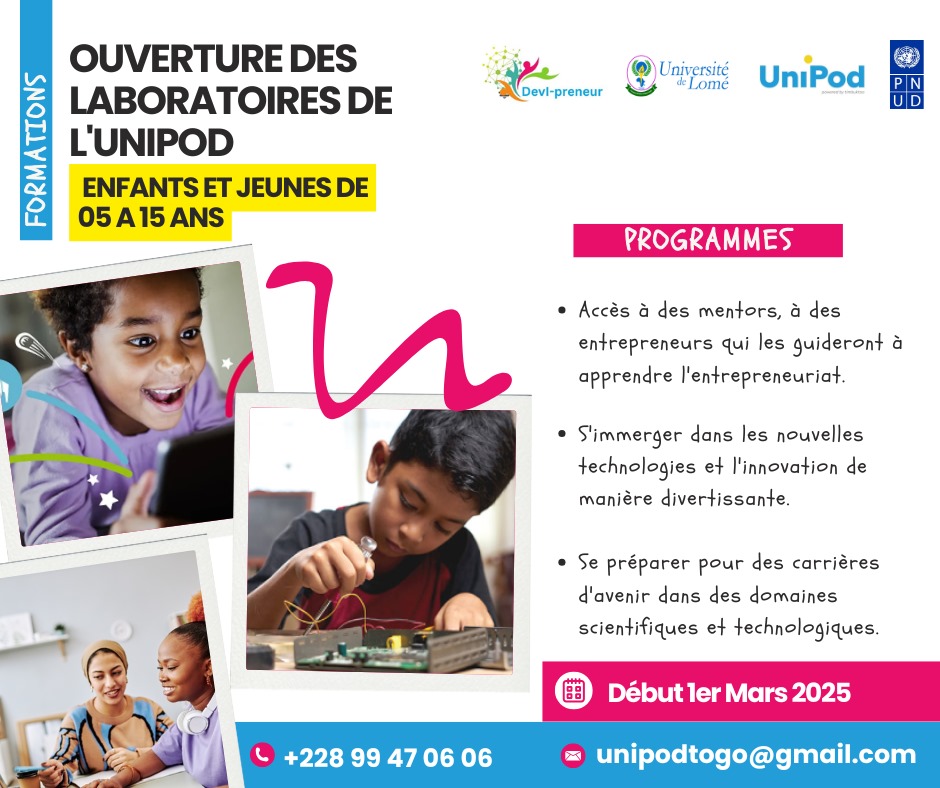 FORMATIONS
OUVERTURE DES
LABORATOIRES DE
L'UNIPOD
ENFANTS ET JEUNES DE
05 A 15 ANS
Devl-preneur
Université
de Lomé
UniPod
PN
UD
PROGRAMMES
• Accès à des mentors, à des
entrepreneurs qui les guideront à
apprendre l'entrepreneuriat.
• S'immerger dans les nouvelles
technologies et l'innovation de
manière divertissante.
• Se préparer pour des carrières
d'avenir dans des domaines
scientifiques et technologiques.
Début 1er Mars 2025
+228 99 47 06 06
unipodtogo@gmail.com